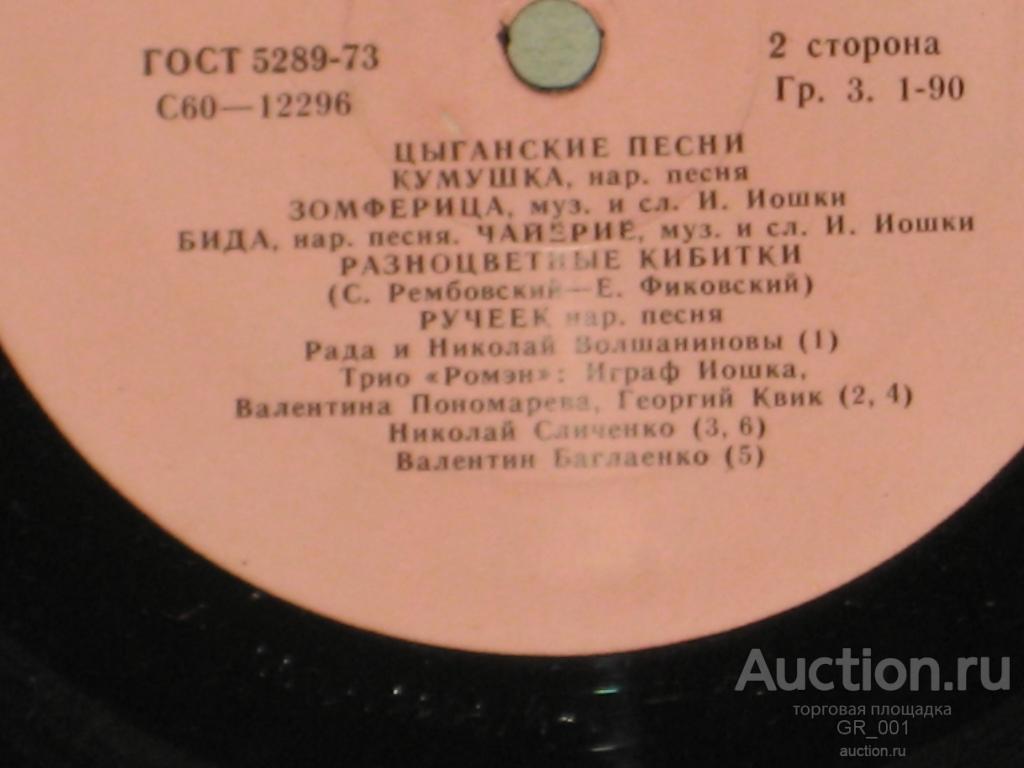 ГОСТ 5289-73
2 сторона
С60—12296
Гр. 3. 1-90
ЦЫГАНСКИЕ ПЕСНИ
КУМУШКА, нар. песня
ЗОМФЕРИЦА, муз. и сл. И. Иошки
БИДА, нар. песня. ЧАЙЕРИЕ, муз. и сл. И. Иошки
РАЗНОЦВЕТНЫЕ КИБИТКИ
(С. Рембовский—Е. Фиковский)
РУЧЕЕК нар. песня
Рада и Николай Волшаниновы (1)
Трио «Ромэн»: Играф Иошка,
Валентина Пономарева, Георгий Квик (2, 4)
Николай Сличенко (3, 6)
Валентин Баглаенко (5)
Auction.ru
торговая площадка
GR_001
auction.ru